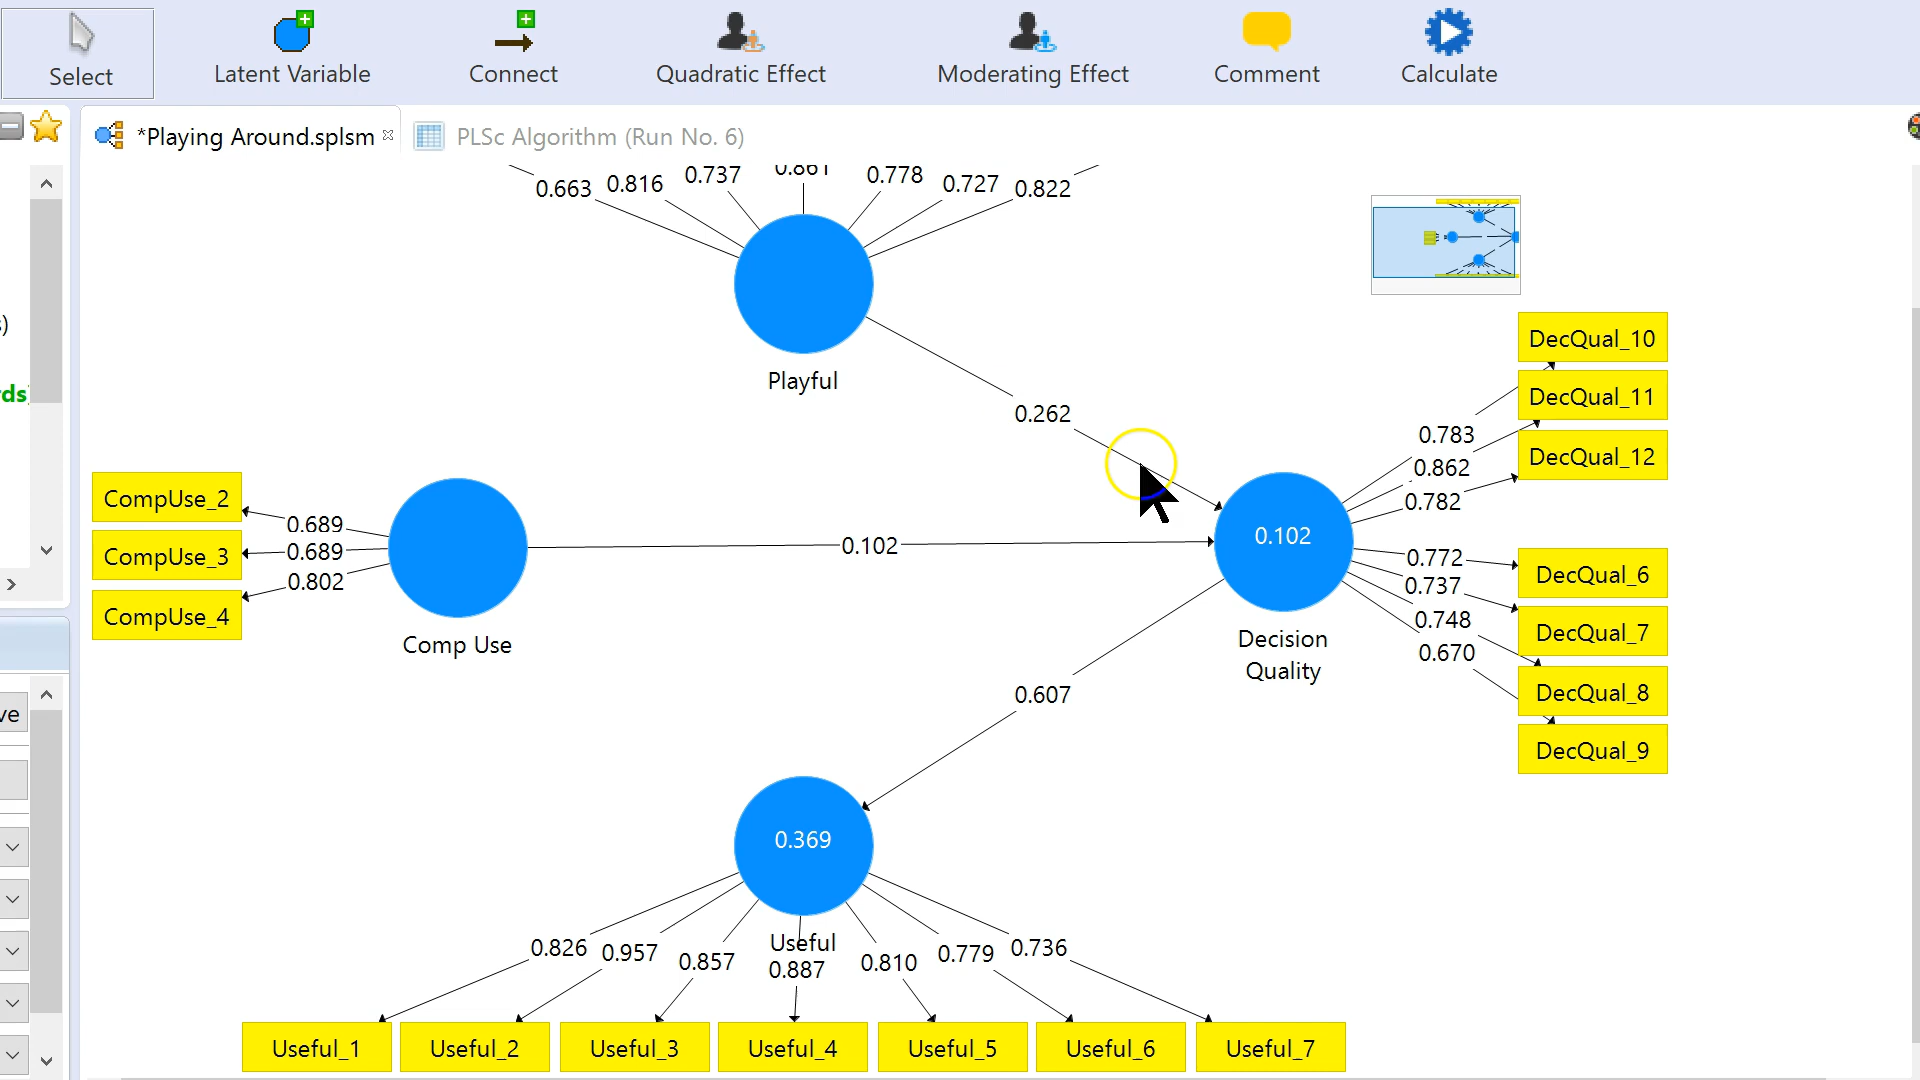 Select
Latent Variable
Connect
Quadratic Effect
Moderating Effect
Comment
Calculate
*Playing Around.splsm
PLSc Algorithm (Run No. 6)
0.663
0.816
0.737
0.861
0.778
0.727
0.822
Playful
0.262
CompUse_2
CompUse_3
CompUse_4
0.689
0.689
0.802
Comp Use
0.102
0.102
Decision
Quality
0.783
0.862
0.782
0.772
0.737
0.748
0.670
DecQual_10
DecQual_11
DecQual_12
DecQual_6
DecQual_7
DecQual_8
DecQual_9
0.607
0.369
Useful
0.826
0.957
0.857
0.887
0.810
0.779
0.736
Useful_1
Useful_2
Useful_3
Useful_4
Useful_5
Useful_6
Useful_7